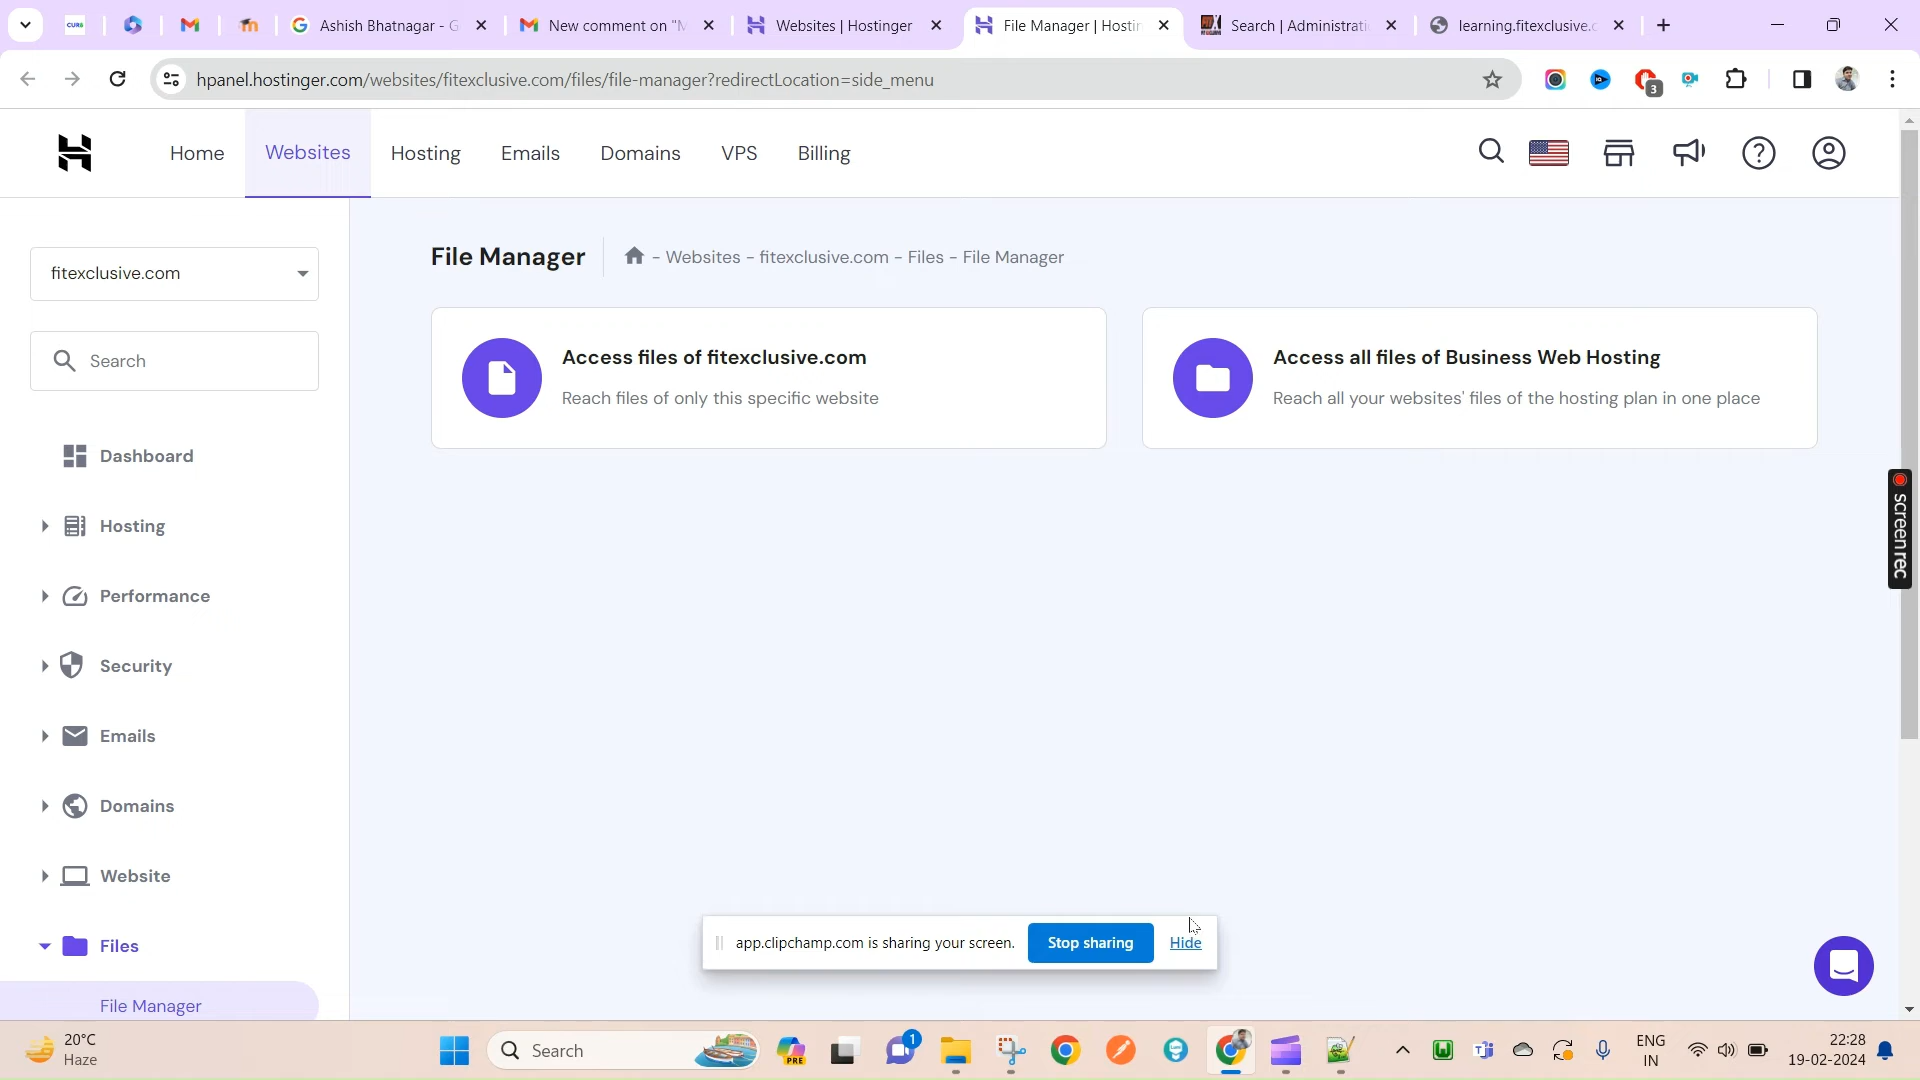 CURE
Ashish Bhatnagar - G
New comment on "M
Websites | Hostinger
File Manager | Hostin
Search | Administrati
learning.fitexclusive.c
hpanel.hostinger.com/websites/fitexclusive.com/files/file-manager?redirectLocation=side_menu
3
Home
Websites
Hosting
Emails
Domains
VPS
Billing
fitexclusive.com
File Manager
- Websites - fitexclusive.com - Files - File Manager
Search
Access files of fitexclusive.com
Reach files of only this specific website
Access all files of Business Web Hosting
Reach all your websites' files of the hosting plan in one place
Dashboard
Hosting
screenrec
Performance
Security
Emails
Domains
Website
Files
File Manager
app.clipchamp.com is sharing your screen.
Stop sharing
Hide
20°C
Haze
Search
PRE
1
ENG
IN
22:28
19-02-2024